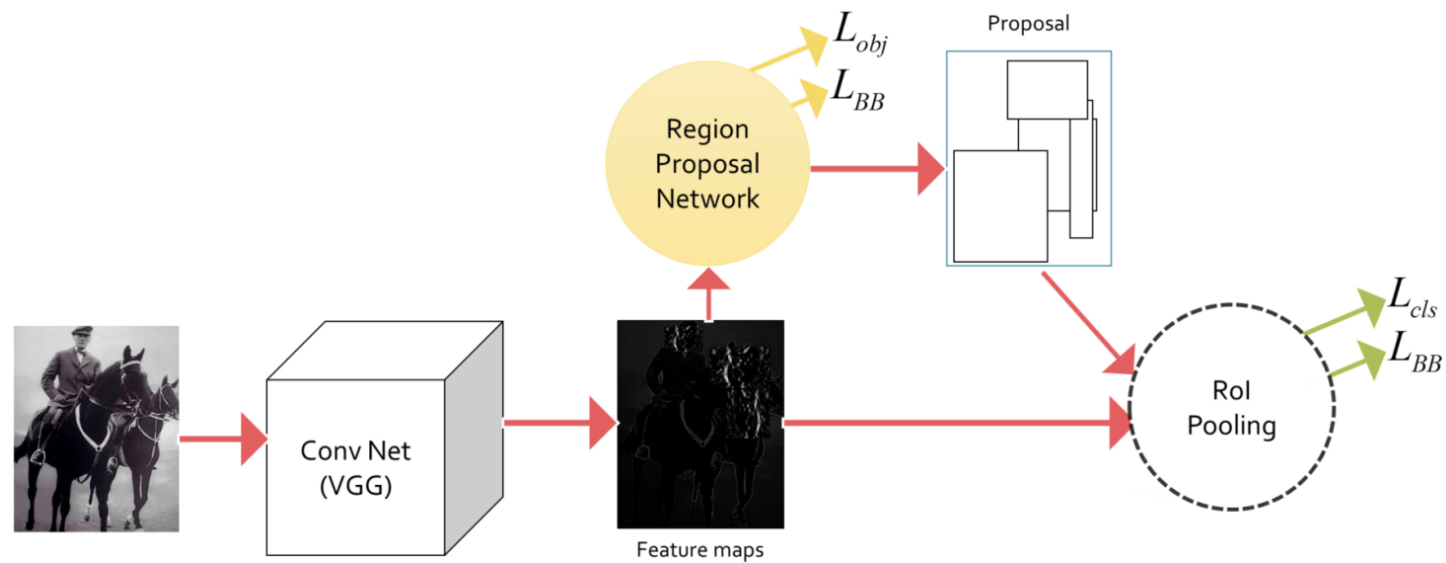 Proposal
L_obj
L_BB
Region
Proposal
Network
L_cls
L_BB
RoI
Pooling
Conv Net
(VGG)
Feature maps